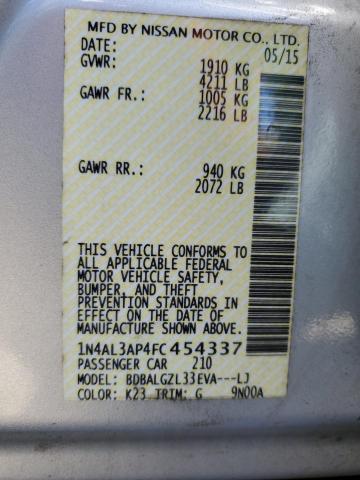 MFD BY NISSAN MOTOR CO., LTD.
DATE: 05/15
GVWR: 1910 KG
4211 LB
GAWR FR.: 1005 KG
2216 LB
GAWR RR.: 940 KG
2072 LB
THIS VEHICLE CONFORMS TO
ALL APPLICABLE FEDERAL
MOTOR VEHICLE SAFETY,
BUMPER, AND THEFT
PREVENTION STANDARDS IN
EFFECT ON THE DATE OF
MANUFACTURE SHOWN ABOVE.
1N4AL3AP4FC454337
PASSENGER CAR 210
MODEL: BDBALGZL33EVA---LJ
COLOR: K23 TRIM: G 9N00A